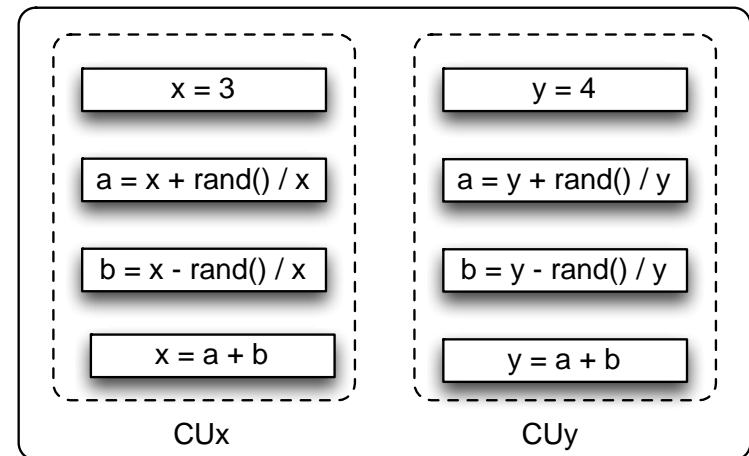 x = 3
a = x + rand() / x
b = x - rand() / x
x = a + b
CUx
y = 4
a = y + rand() / y
b = y - rand() / y
y = a + b
CUy